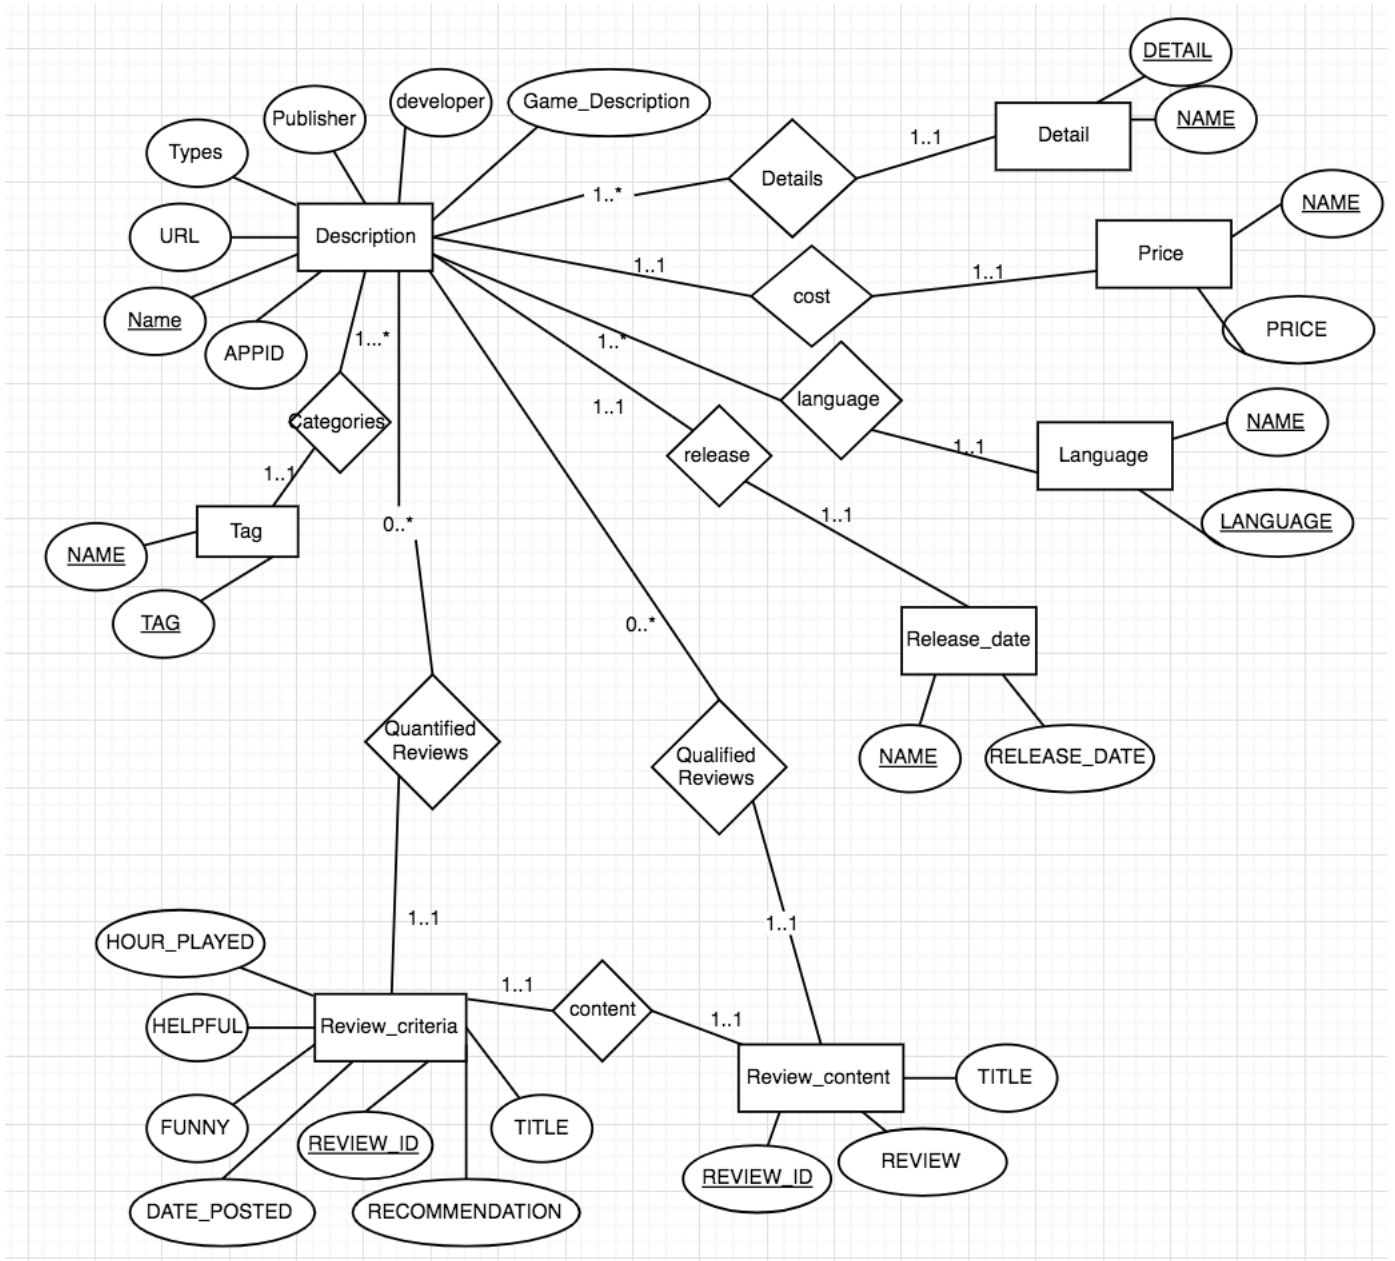 DETAIL
developer
Game_Description
Publisher
NAME
Detail
1..1
Types
Details
1..*
NAME
URL
Description
Price
1..1
1..1
cost
Name
PRICE
1...*
1..*
APPID
language
1..1
Categories
NAME
1..1
release
Language
1..1
1..1
0..*
LANGUAGE
Tag
NAME
TAG
0..*
Release_date
Quantified
Reviews
Qualified
Reviews
NAME
RELEASE_DATE
1..1
1..1
HOUR_PLAYED
1..1
content
1..1
HELPFUL
Review_criteria
Review_content
TITLE
FUNNY
REVIEW_ID
TITLE
REVIEW
REVIEW_ID
DATE_POSTED
RECOMMENDATION